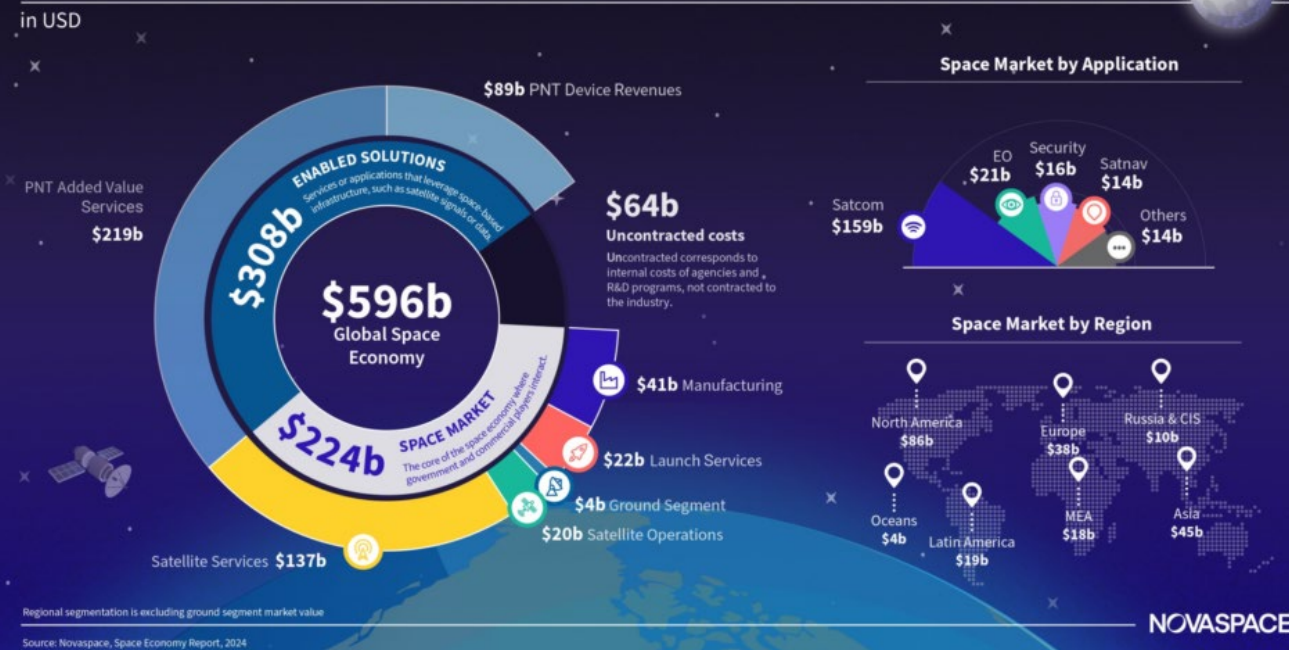 in USD
$89b PNT Device Revenues
PNT Added Value
Services
$219b
ENABLED SOLUTIONS
Services or applications that leverage space-based
infrastructure, such as satellite signals or data.
$308b
$596b
Global Space
Economy
$64b
Uncontracted costs
Uncontracted corresponds to
internal costs of agencies and
R&D programs, not contracted to
the industry.
$224b
SPACE MARKET
The core of the space economy where
government and commercial players interact.
$41b Manufacturing
$22b Launch Services
$4b Ground Segment
$20b Satellite Operations
Satellite Services $137b
Space Market by Application
Satcom
$159b
EO
$21b
Security
$16b
Satnav
$14b
Others
$14b
Space Market by Region
North America
$86b
Europe
$38b
Russia & CIS
$10b
Oceans
$4b
Latin America
$19b
MEA
$18b
Asia
$45b
Regional segmentation is excluding ground segment market value
Source: Novaspace, Space Economy Report, 2024
NOVASPACE